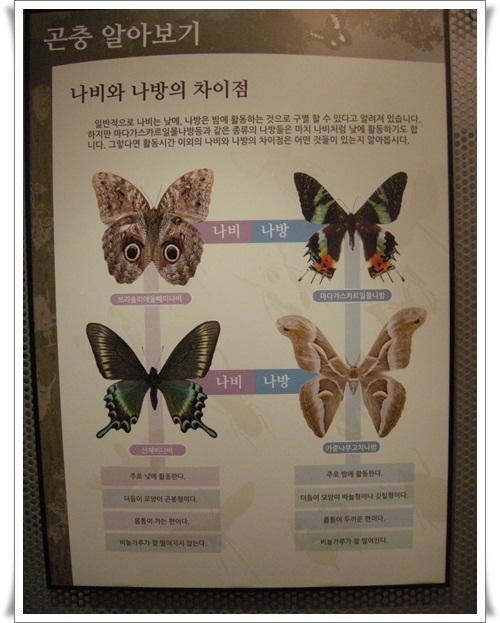 곤충 알아보기
나비와 나방의 차이점
일반적으로 나비는 낮에, 나방은 밤에 활동하는 것으로 구별 할 수 있다고 알려져 있습니다.
하지만 마다가스카르일몰나방등과 같은 종류의 나방들은 마치 나비처럼 낮에 활동하기도 합
니다. 그렇다면 활동시간 이외의 나비와 나방의 차이점은 어떤 것들이 있는지 알아봅시다.
나비 나방
브라솔리데올빼미나비
마다가스카르일몰나방
나비 나방
산제비나비
가중나무고치나방
주로 낮에 활동한다.
더듬이 모양이 곤봉형이다.
몸통이 가는 편이다.
비늘가루가 잘 떨어지지 않는다.
주로 밤에 활동한다.
더듬이 모양이 바늘형이나 깃털형이다.
몸통이 두꺼운 편이다.
비늘가루가 잘 떨어진다.